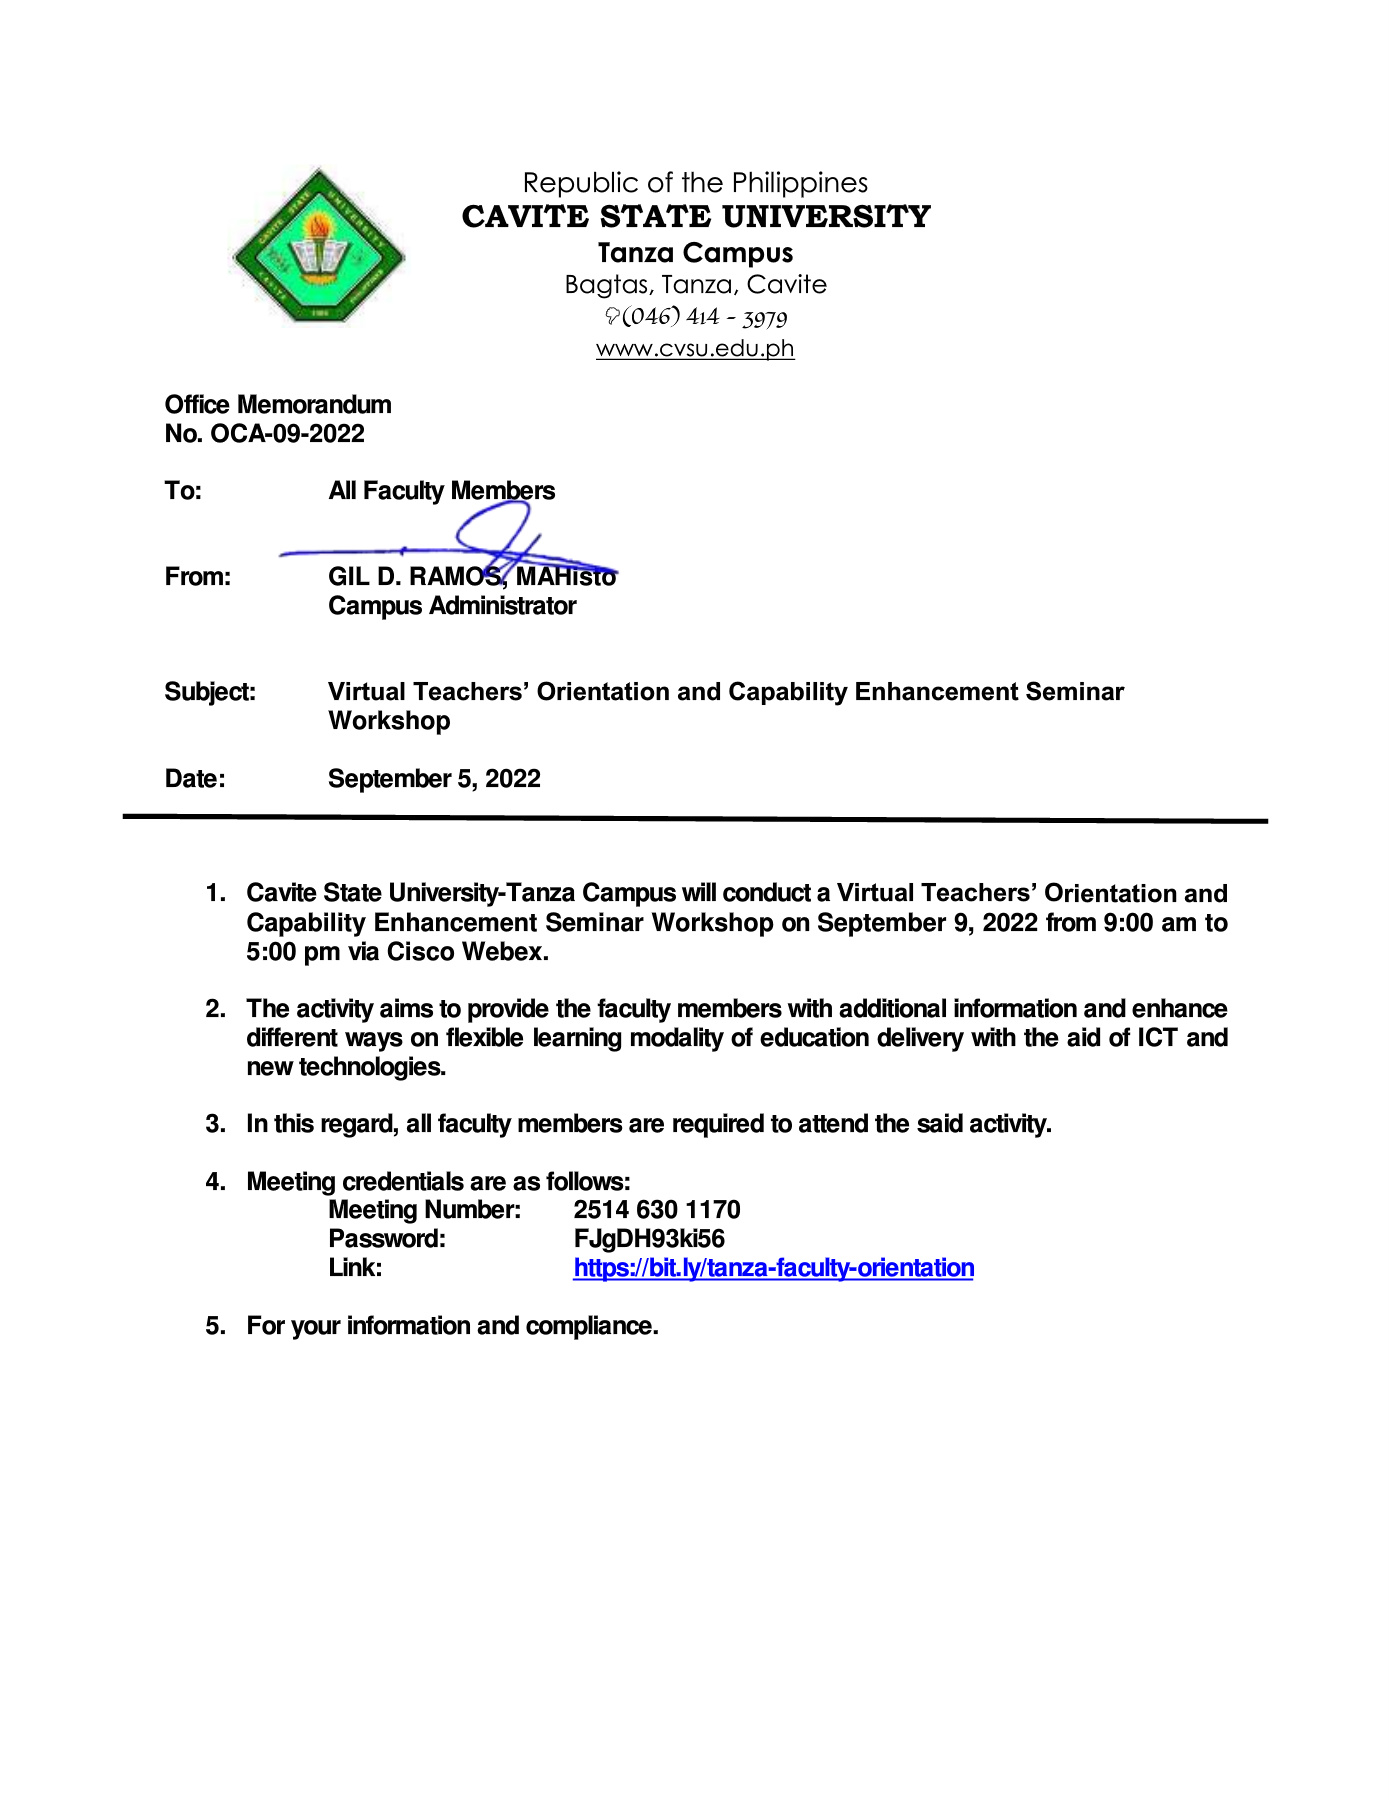 CAVITE STATE UNIVERSITY
CAVITE PHILIPPINES
1906
Republic of the Philippines
CAVITE STATE UNIVERSITY
Tanza Campus
Bagtas, Tanza, Cavite
(046) 414 - 3979
www.cvsu.edu.ph
Office Memorandum
No. OCA-09-2022
To: All Faculty Members
From: GIL D. RAMOS, MAHisto
Campus Administrator
Subject: Virtual Teachers’ Orientation and Capability Enhancement Seminar
Workshop
Date: September 5, 2022
1. Cavite State University-Tanza Campus will conduct a Virtual Teachers’ Orientation and
Capability Enhancement Seminar Workshop on September 9, 2022 from 9:00 am to
5:00 pm via Cisco Webex.
2. The activity aims to provide the faculty members with additional information and enhance
different ways on flexible learning modality of education delivery with the aid of ICT and
new technologies.
3. In this regard, all faculty members are required to attend the said activity.
4. Meeting credentials are as follows:
Meeting Number: 2514 630 1170
Password: FJgDH93ki56
Link: https://bit.ly/tanza-faculty-orientation
5. For your information and compliance.